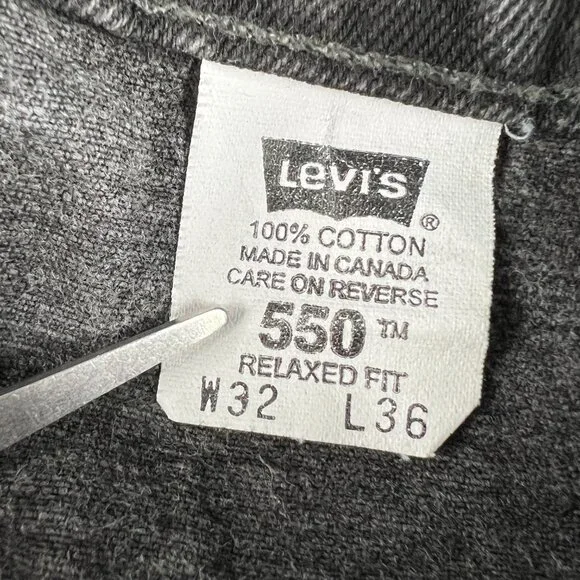 Levi's
®
100% COTTON
MADE IN CANADA
CARE ON REVERSE
550 ™
RELAXED FIT
W32 L36